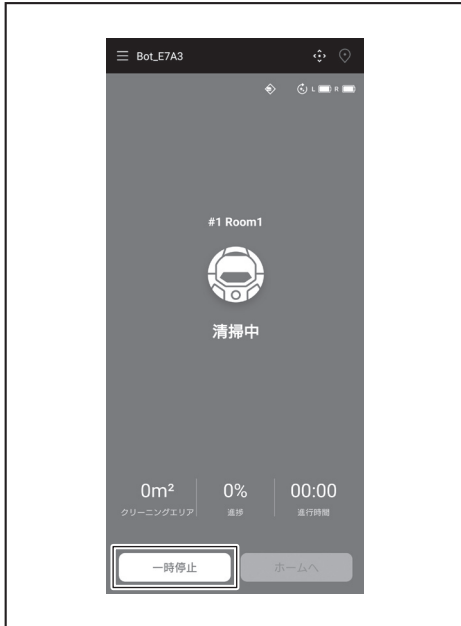 Bot_E7A3
L R
#1 Room1
清掃中
0m² 0% 00:00
クリーニングエリア 進捗 進行時間
一時停止 ホームへ